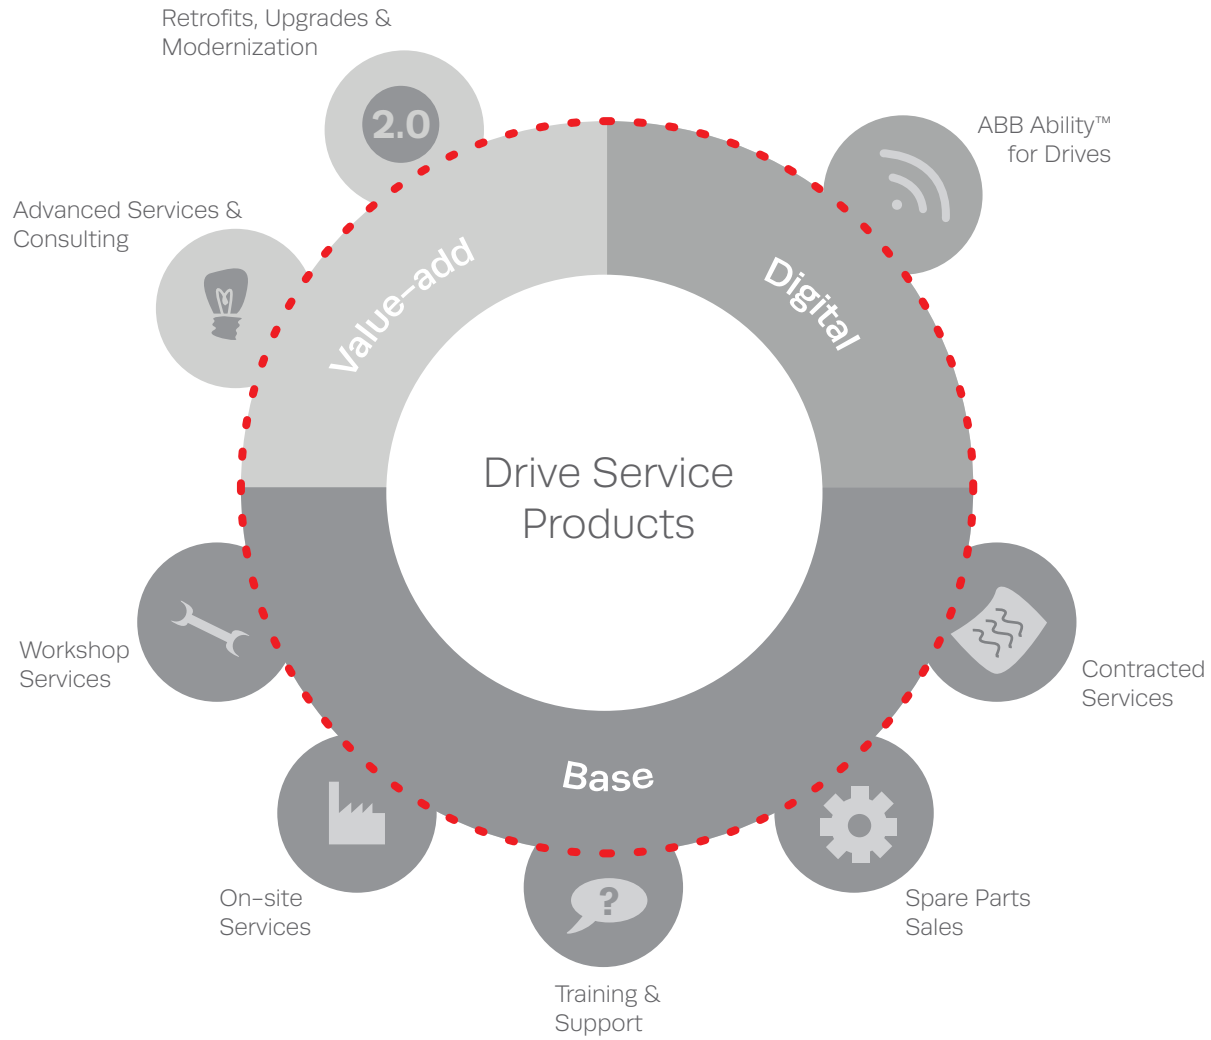 Retrofits, Upgrades &
Modernization
2.0
ABB Ability™
for Drives
Advanced Services &
Consulting
Value-add
Digital
Drive Service
Products
Workshop
Services
Contracted
Services
Base
On-site
Services
?
Spare Parts
Sales
Training &
Support